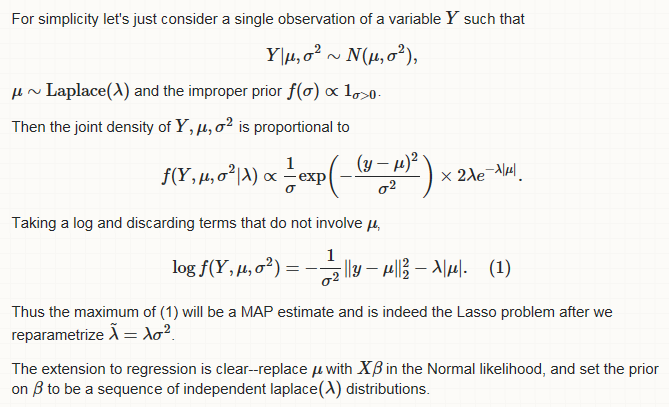 For simplicity let's just consider a single observation of a variable Y such that
Y|μ, σ² ∼ N(μ, σ²),
μ ∼ Laplace(λ) and the improper prior f(σ) ∝ 1_{σ>0}.
Then the joint density of Y, μ, σ² is proportional to
f(Y, μ, σ²|λ) ∝ \frac{1}{σ} exp(−\frac{(y − μ)²}{σ²}) × 2λe^{−λ|μ|}.
Taking a log and discarding terms that do not involve μ,
log f(Y, μ, σ²) = −\frac{1}{σ²} ||y − μ||₂² − λ|μ|. (1)
Thus the maximum of (1) will be a MAP estimate and is indeed the Lasso problem after we
reparametrize λ̃ = λσ².
The extension to regression is clear--replace μ with Xβ in the Normal likelihood, and set the prior
on β to be a sequence of independent laplace(λ) distributions.